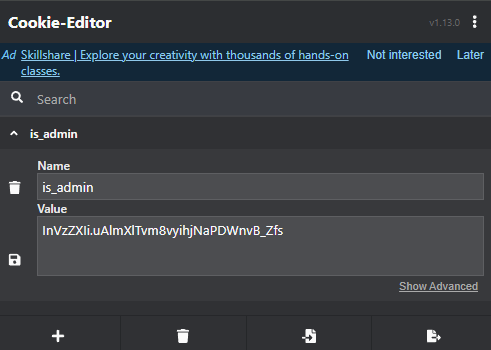 Cookie-Editor
v1.13.0
Ad Skillshare | Explore your creativity with thousands of hands-on Not interested Later
classes.
Search
is_admin
Name
is_admin
Value
InVzZXIi.uAlmXlTvm8vyihjNaPDWnvB_Zfs
Show Advanced